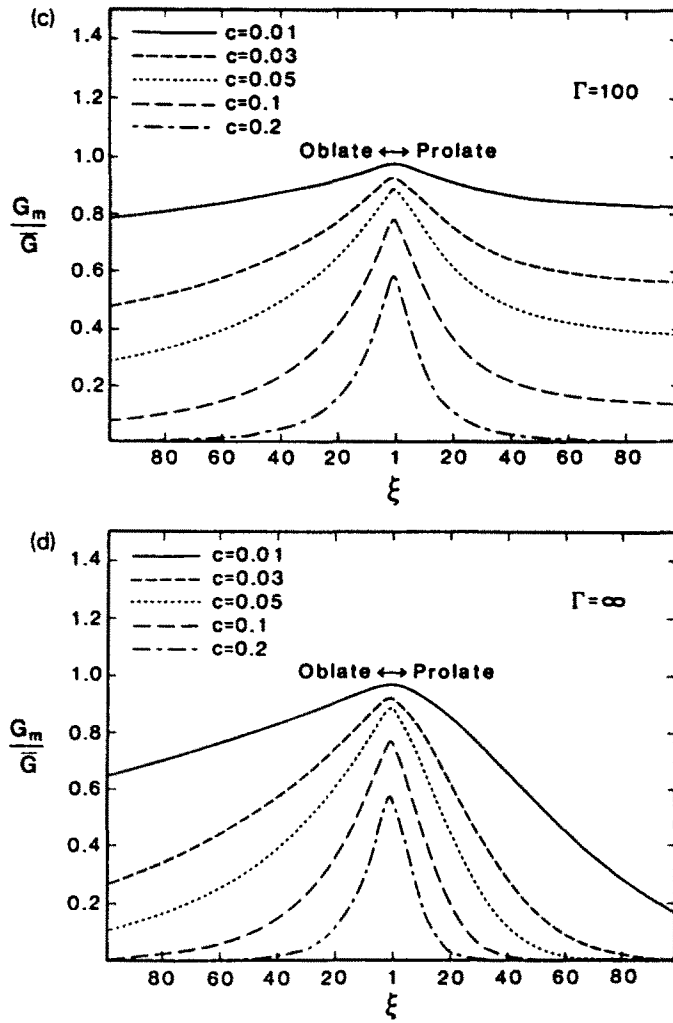 (c)
1.4
1.2
1.0
0.8
0.6
0.4
0.2
G_m
G̅
c=0.01
c=0.03
c=0.05
c=0.1
c=0.2
Γ=100
Oblate ↔ Prolate
80 60 40 20 1 20 40 60 80
ξ
(d)
1.4
1.2
1.0
0.8
0.6
0.4
0.2
G_m
G̅
c=0.01
c=0.03
c=0.05
c=0.1
c=0.2
Γ=∞
Oblate ↔ Prolate
80 60 40 20 1 20 40 60 80
ξ